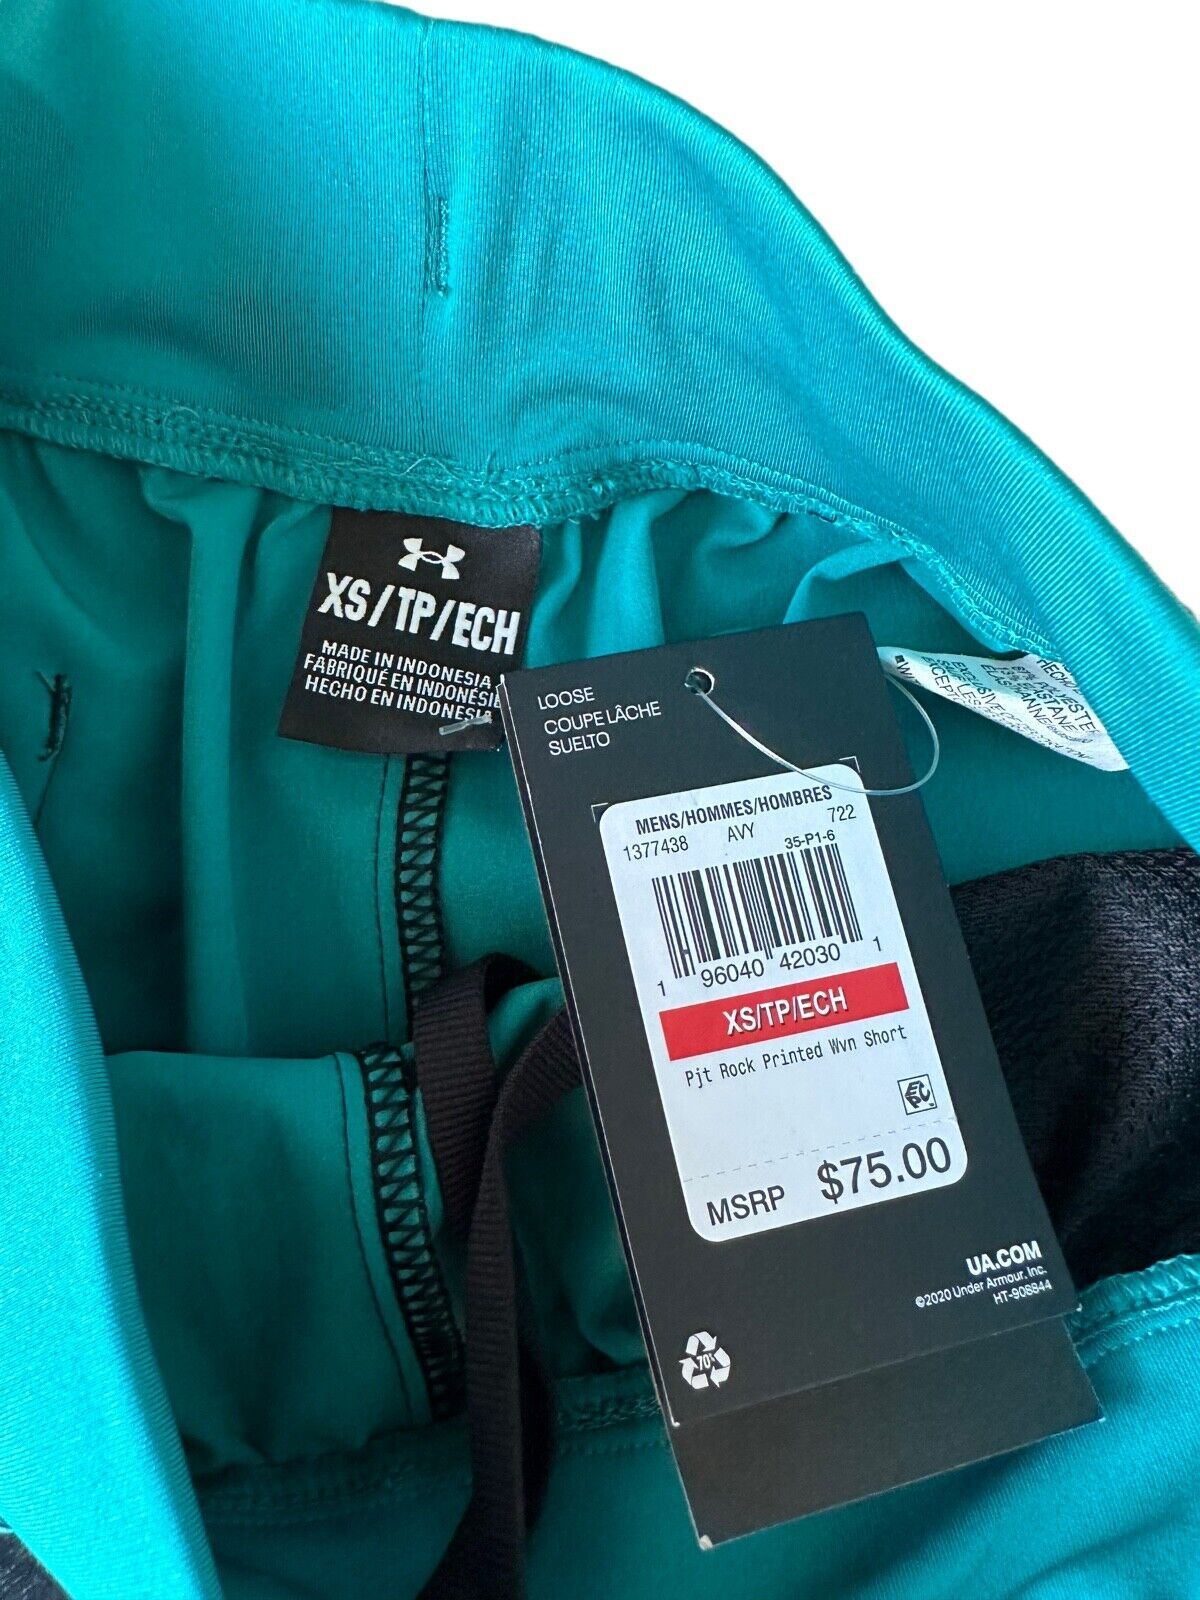 XS/TP/ECH
MADE IN INDONESIA
FABRIQUÉ EN INDONÉSIE
HECHO EN INDONESIA
LOOSE
COUPE LÂCHE
SUELTO
MENS/HOMMES/HOMBRES
1377438 AVY 722
35-P1-6
1 96040 42030 1
XS/TP/ECH
Pjt Rock Printed Wvn Short
EPC
MSRP $75.00
UA.COM
©2020 Under Armour, Inc.
HT-908844
70%